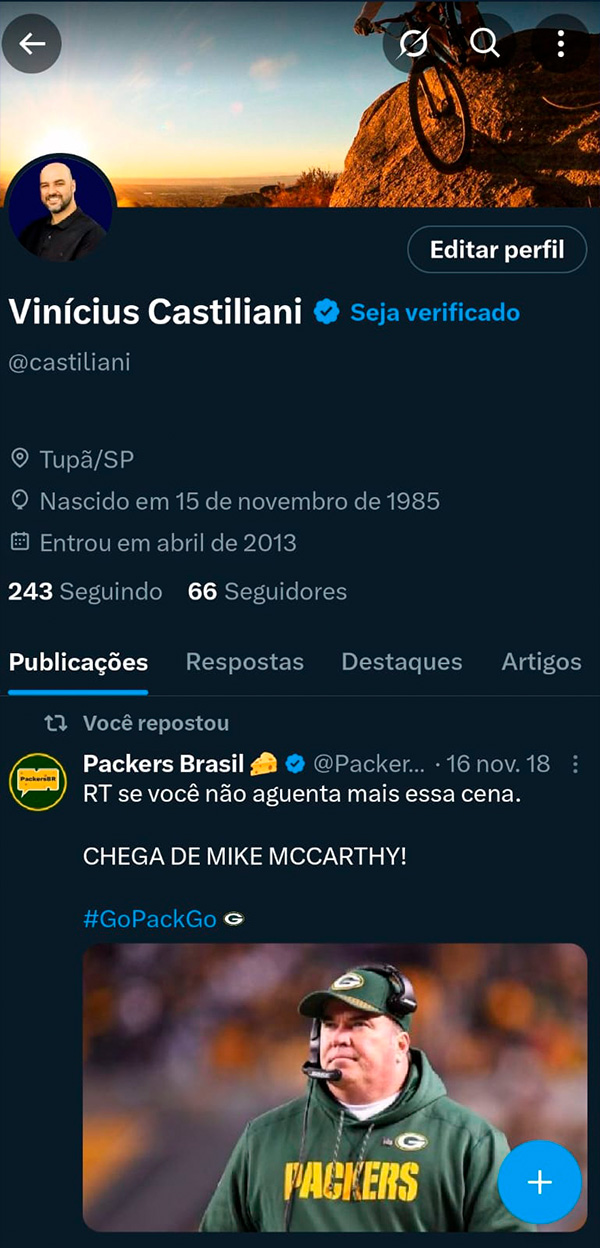 Editar perfil
Vinícius Castiliani Seja verificado
@castiliani
Tupã/SP
Nascido em 15 de novembro de 1985
Entrou em abril de 2013
243 Seguindo 66 Seguidores
Publicações Respostas Destaques Artigos
Você repostou
PackersBR
Packers Brasil 🧀 @Packer... · 16 nov. 18
RT se você não aguenta mais essa cena.
CHEGA DE MIKE MCCARTHY!
#GoPackGo G
G
G
PACKERS